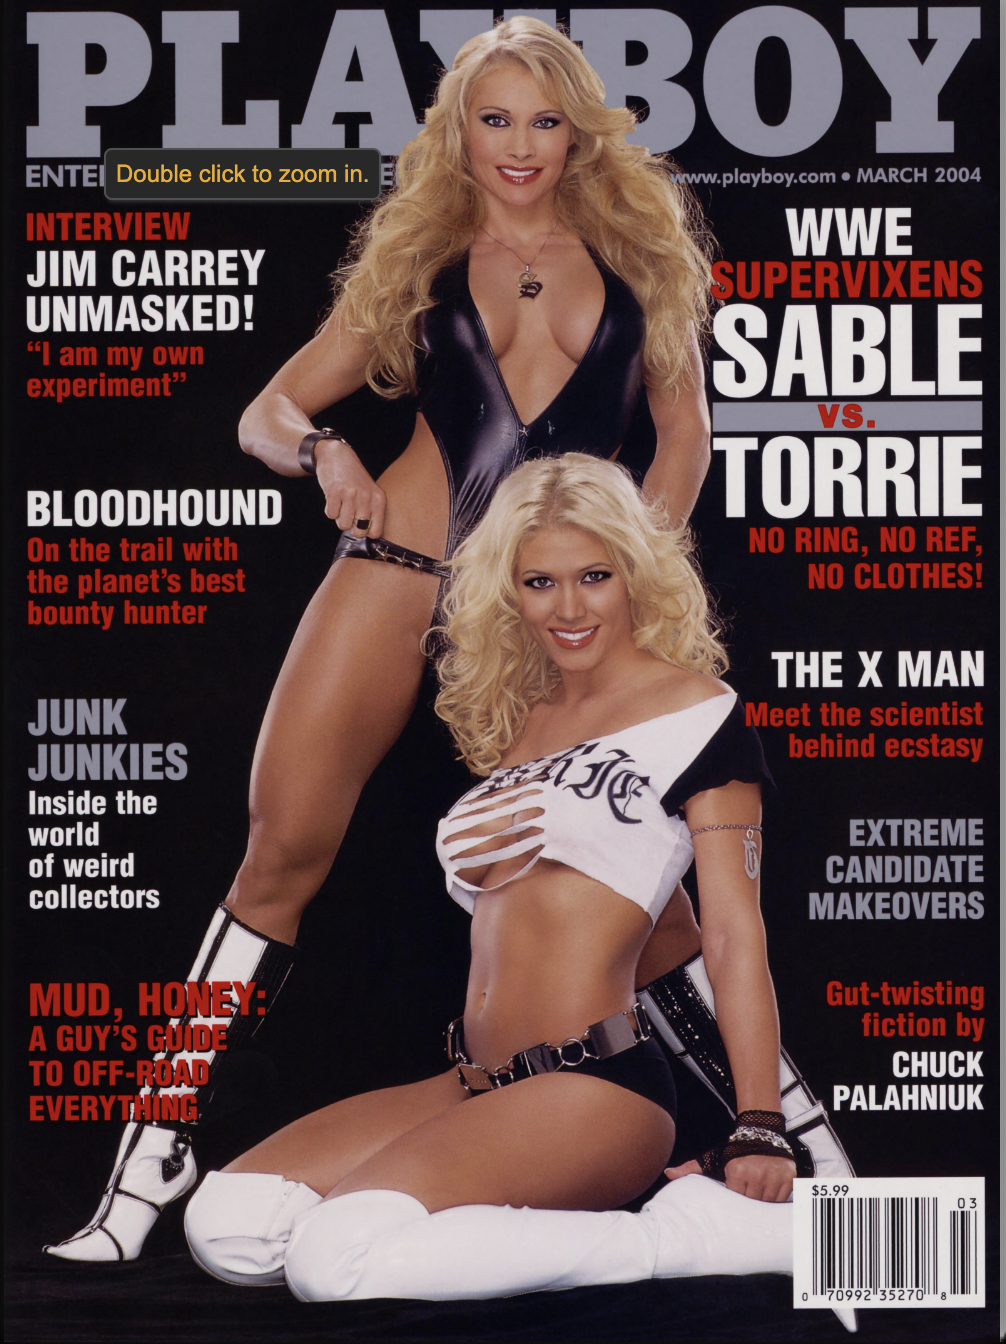 PLAYBOY
Double click to zoom in.
www.playboy.com • MARCH 2004
INTERVIEW
JIM CARREY
UNMASKED!
“I am my own
experiment”
BLOODHOUND
On the trail with
the planet’s best
bounty hunter
JUNK
JUNKIES
Inside the
world
of weird
collectors
MUD, HONEY:
A GUY’S GUIDE
TO OFF-ROAD
EVERYTHING
WWE
SUPERVIXENS
SABLE
vs.
TORRIE
NO RING, NO REF,
NO CLOTHES!
THE X MAN
Meet the scientist
behind ecstasy
EXTREME
CANDIDATE
MAKEOVERS
Gut-twisting
fiction by
CHUCK
PALAHNIUK
$5.99
03
0 70992 35270 8